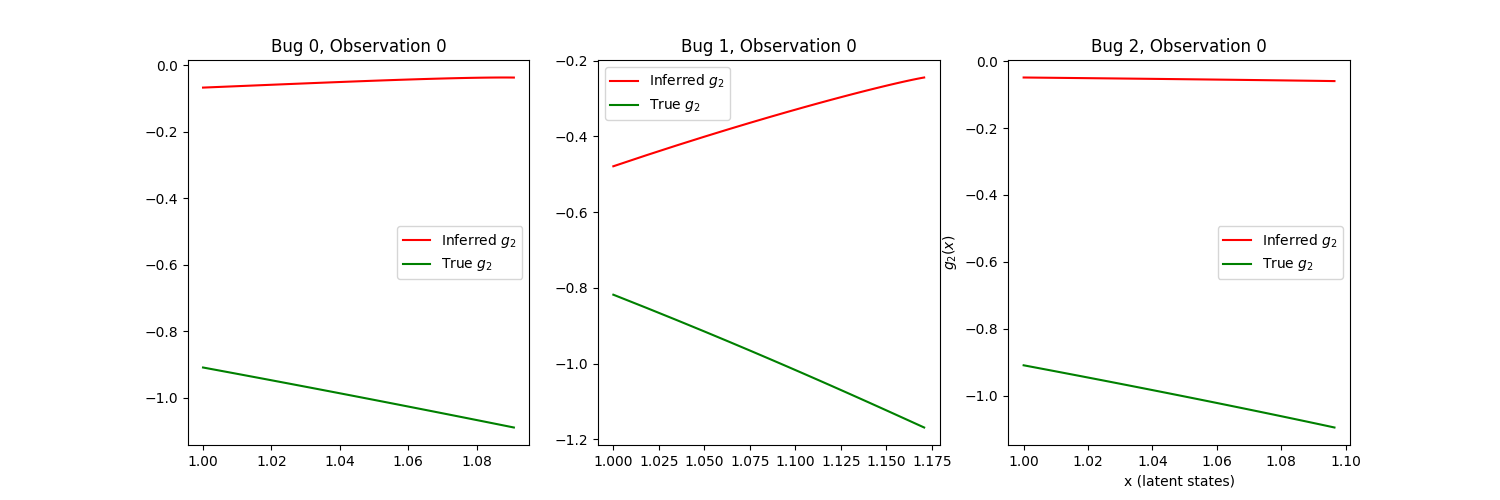 Bug 0, Observation 0
0.0
−0.2
−0.4
−0.6
−0.8
−1.0
Inferred g₂
True g₂
1.00 1.02 1.04 1.06 1.08
Bug 1, Observation 0
−0.2
−0.4
−0.6
−0.8
−1.0
−1.2
Inferred g₂
True g₂
1.000 1.025 1.050 1.075 1.100 1.125 1.150 1.175
Bug 2, Observation 0
g₂(x)
0.0
−0.2
−0.4
−0.6
−0.8
−1.0
Inferred g₂
True g₂
1.00 1.02 1.04 1.06 1.08 1.10
x (latent states)